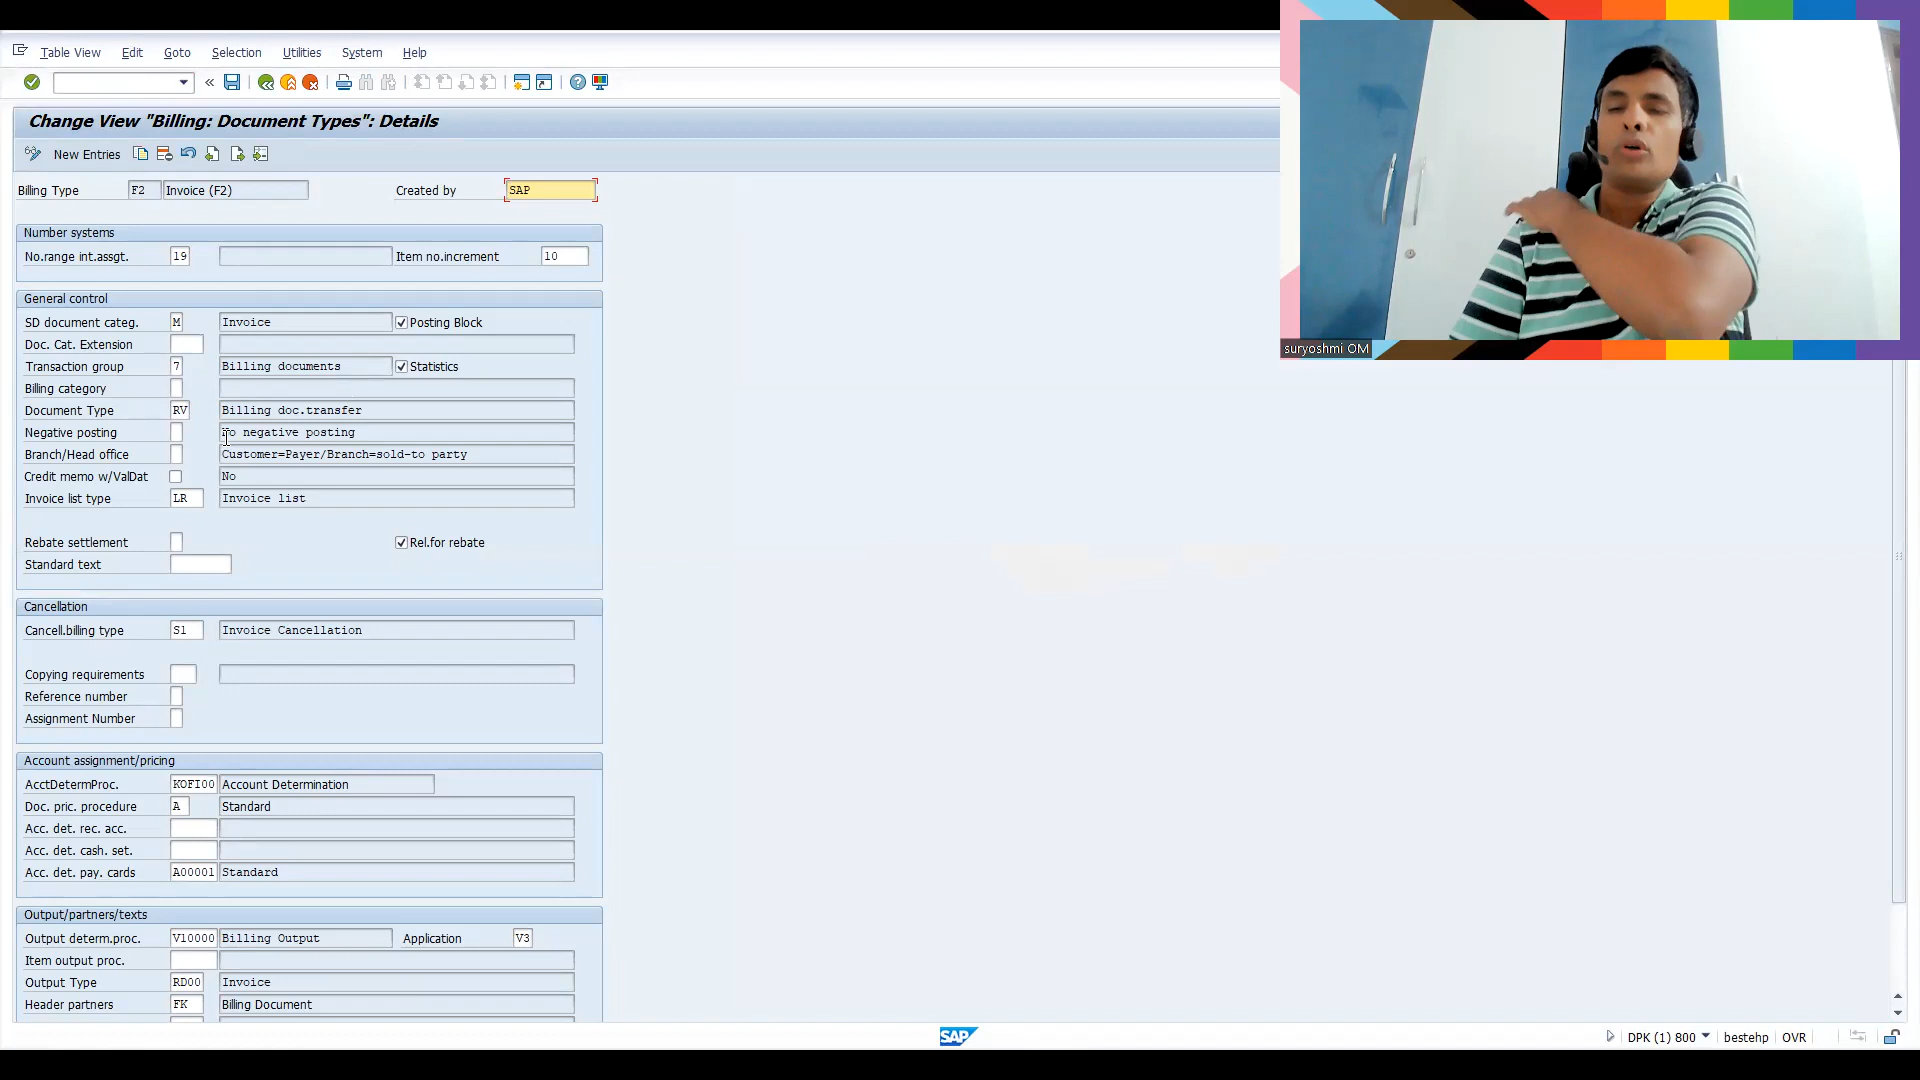 Table View Edit Goto Selection Utilities System Help
Change View "Billing: Document Types": Details
New Entries
Billing Type F2 Invoice (F2) Created by SAP
Number systems
No.range int.assgt. 19 Item no.increment 10
General control
SD document categ. M Invoice Posting Block
Doc. Cat. Extension
Transaction group 7 Billing documents Statistics
Billing category
Document Type RV Billing doc.transfer
Negative posting No negative posting
Branch/Head office Customer=Payer/Branch=sold-to party
Credit memo w/ValDat No
Invoice list type LR Invoice list
Rebate settlement Rel.for rebate
Standard text
Cancellation
Cancell.billing type S1 Invoice Cancellation
Copying requirements
Reference number
Assignment Number
Account assignment/pricing
AcctDetermProc. KOFI00 Account Determination
Doc. pric. procedure A Standard
Acc. det. rec. acc.
Acc. det. cash. set.
Acc. det. pay. cards A00001 Standard
Output/partners/texts
Output determ.proc. V10000 Billing Output Application V3
Item output proc.
Output Type RD00 Invoice
Header partners FK Billing Document
SAP DPK (1) 800 bestehp OVR
suryoshmi OM